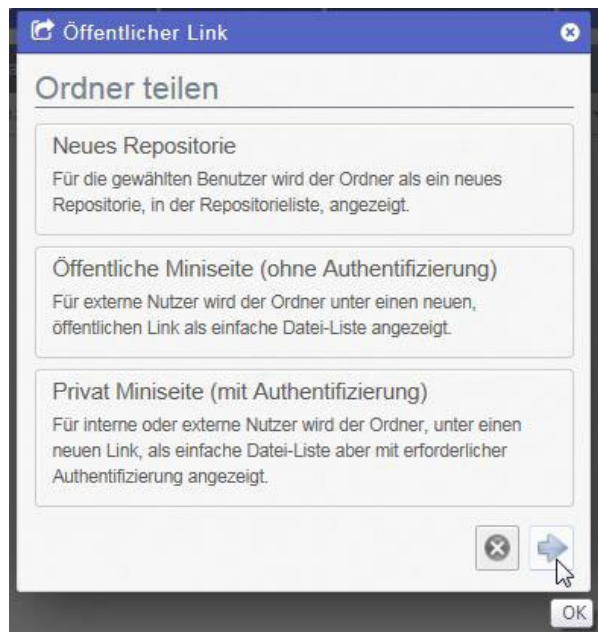 Öffentlicher Link
Ordner teilen
Neues Repositorie
Für die gewählten Benutzer wird der Ordner als ein neues
Repositorie, in der Repositorieliste, angezeigt.
Öffentliche Miniseite (ohne Authentifizierung)
Für externe Nutzer wird der Ordner unter einen neuen,
öffentlichen Link als einfache Datei-Liste angezeigt.
Privat Miniseite (mit Authentifizierung)
Für interne oder externe Nutzer wird der Ordner, unter einen
neuen Link, als einfache Datei-Liste aber mit erforderlicher
Authentifizierung angezeigt.
OK